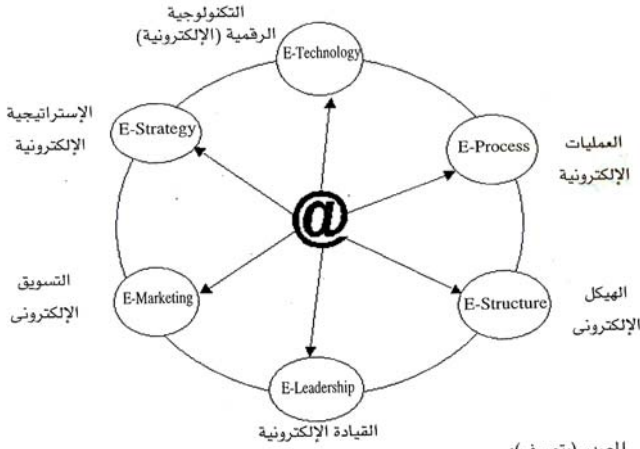 التكنولوجية
الرقمية (الإلكترونية)
E-Technology
الإستراتيجية
الإلكترونية
E-Strategy
E-Process
العمليات
الإلكترونية
@
التسويق
الإلكترونى
E-Marketing
E-Structure
الهيكل
الإلكترونى
E-Leadership
القيادة الإلكترونية